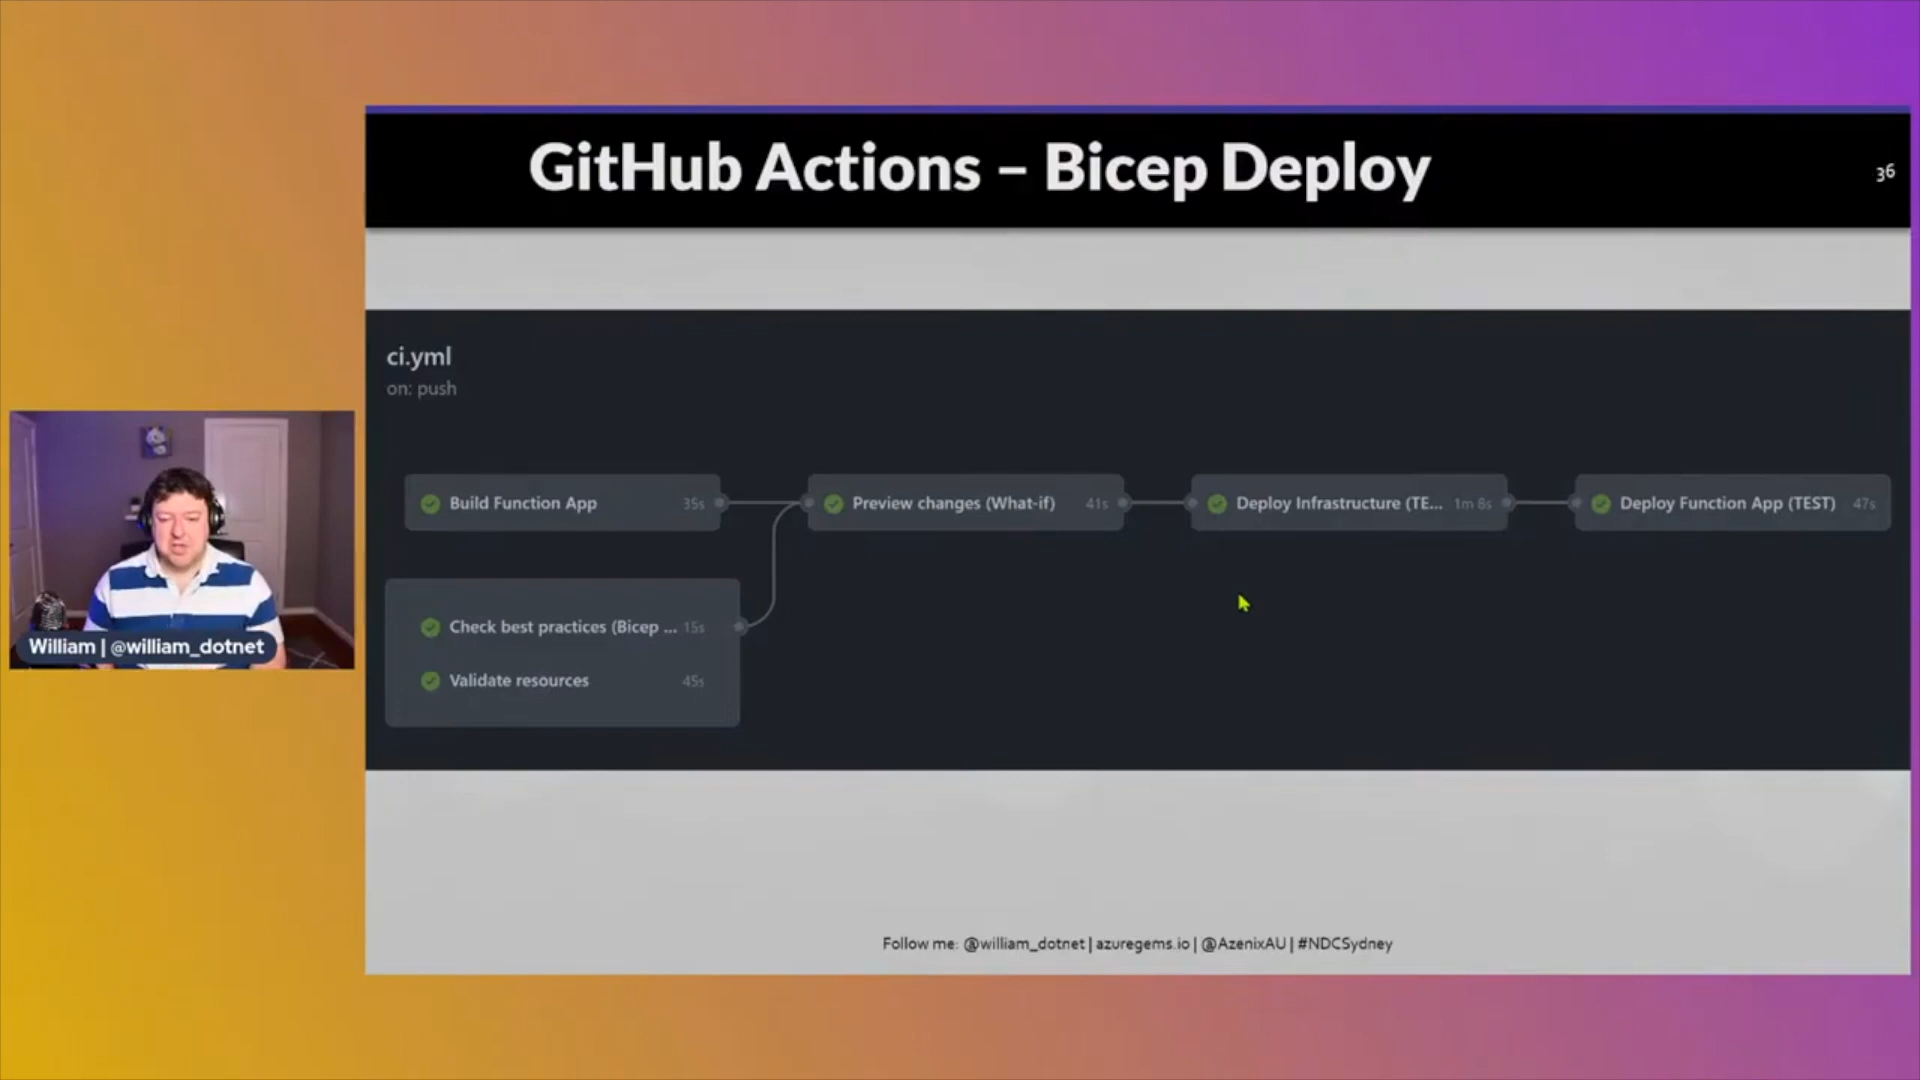 GitHub Actions – Bicep Deploy
36
ci.yml
on: push
Build Function App 35s
Preview changes (What-if) 41s
Deploy Infrastructure (TE... 1m 8s
Deploy Function App (TEST) 47s
Check best practices (Bicep ... 15s
Validate resources 45s
William | @william_dotnet
Follow me: @william_dotnet | azuregems.io | @AzenixAU | #NDCSydney